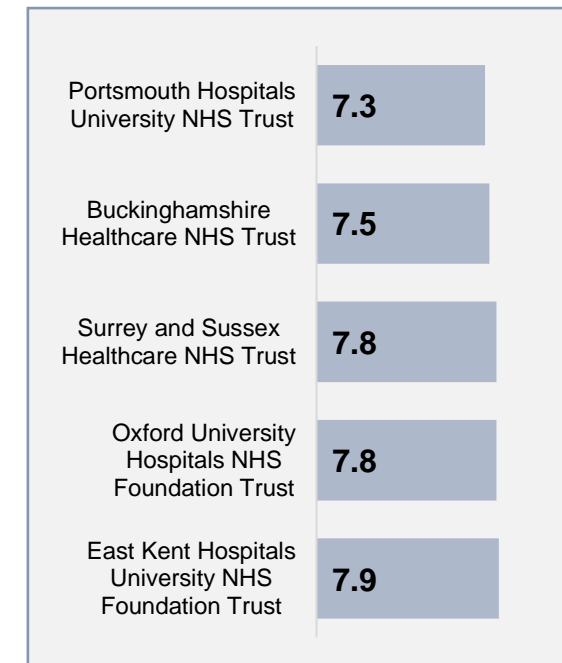 Portsmouth Hospitals
University NHS Trust
7.3
Buckinghamshire
Healthcare NHS Trust
7.5
Surrey and Sussex
Healthcare NHS Trust
7.8
Oxford University
Hospitals NHS
Foundation Trust
7.8
East Kent Hospitals
University NHS
Foundation Trust
7.9